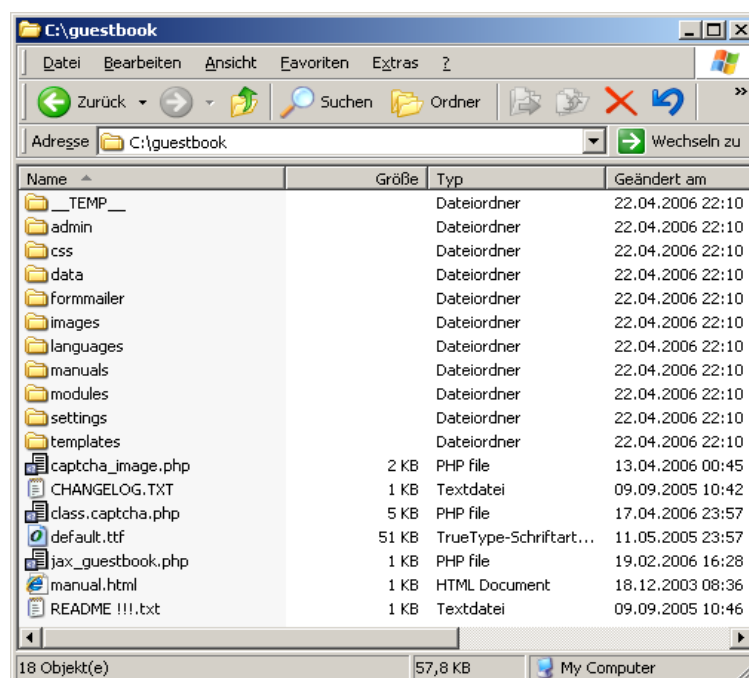 C:\guestbook
Datei Bearbeiten Ansicht Favoriten Extras ?
Zurück Suchen Ordner »
Adresse C:\guestbook Wechseln zu
Name Größe Typ Geändert am
__TEMP__ Dateiordner 22.04.2006 22:10
admin Dateiordner 22.04.2006 22:10
css Dateiordner 22.04.2006 22:10
data Dateiordner 22.04.2006 22:10
formmailer Dateiordner 22.04.2006 22:10
images Dateiordner 22.04.2006 22:10
languages Dateiordner 22.04.2006 22:10
manuals Dateiordner 22.04.2006 22:10
modules Dateiordner 22.04.2006 22:10
settings Dateiordner 22.04.2006 22:10
templates Dateiordner 22.04.2006 22:10
captcha_image.php 2 KB PHP file 13.04.2006 00:45
CHANGELOG.TXT 1 KB Textdatei 09.09.2005 10:42
class.captcha.php 5 KB PHP file 17.04.2006 23:57
default.ttf 51 KB TrueType-Schriftart... 11.05.2005 23:57
jax_guestbook.php 1 KB PHP file 19.02.2006 16:28
manual.html 1 KB HTML Document 18.12.2003 08:36
README !!!.txt 1 KB Textdatei 09.09.2005 10:46
18 Objekt(e) 57,8 KB My Computer